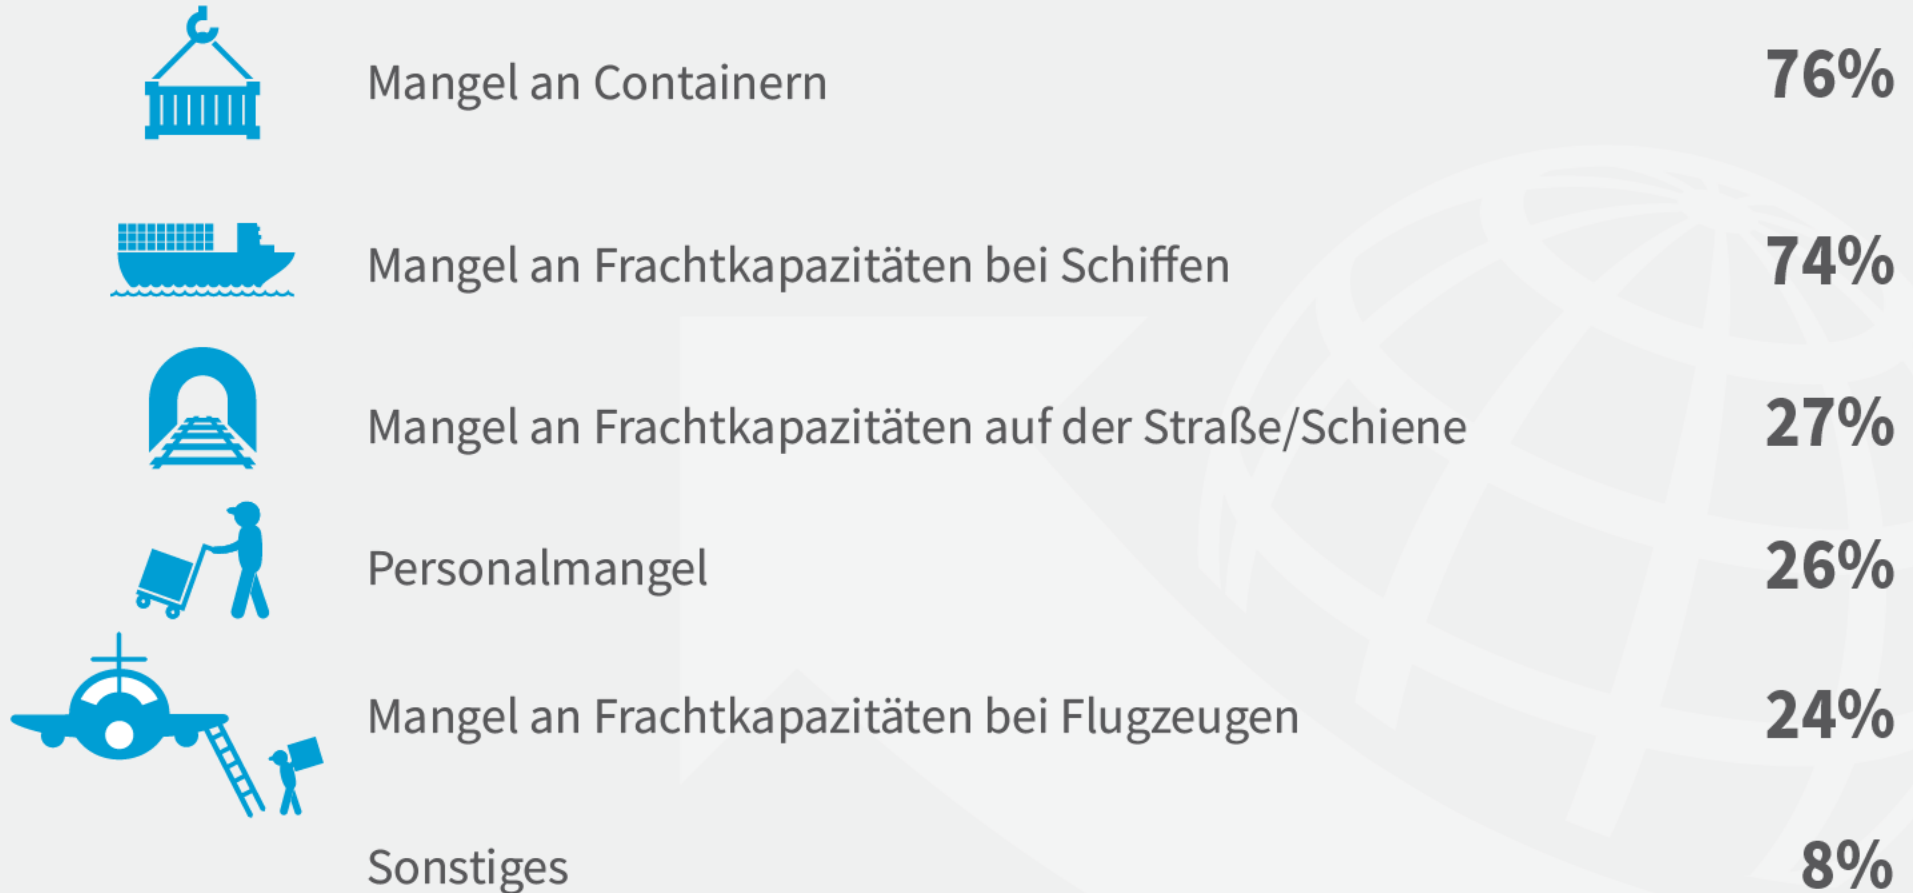 Mangel an Containern 76%
Mangel an Frachtkapazitäten bei Schiffen 74%
Mangel an Frachtkapazitäten auf der Straße/Schiene 27%
Personalmangel 26%
Mangel an Frachtkapazitäten bei Flugzeugen 24%
Sonstiges 8%